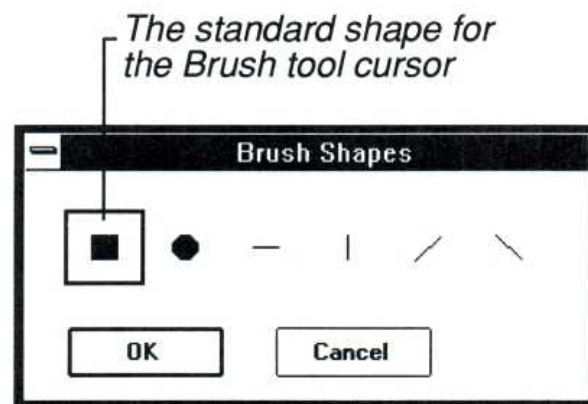 The standard shape for
the Brush tool cursor
Brush Shapes
OK Cancel